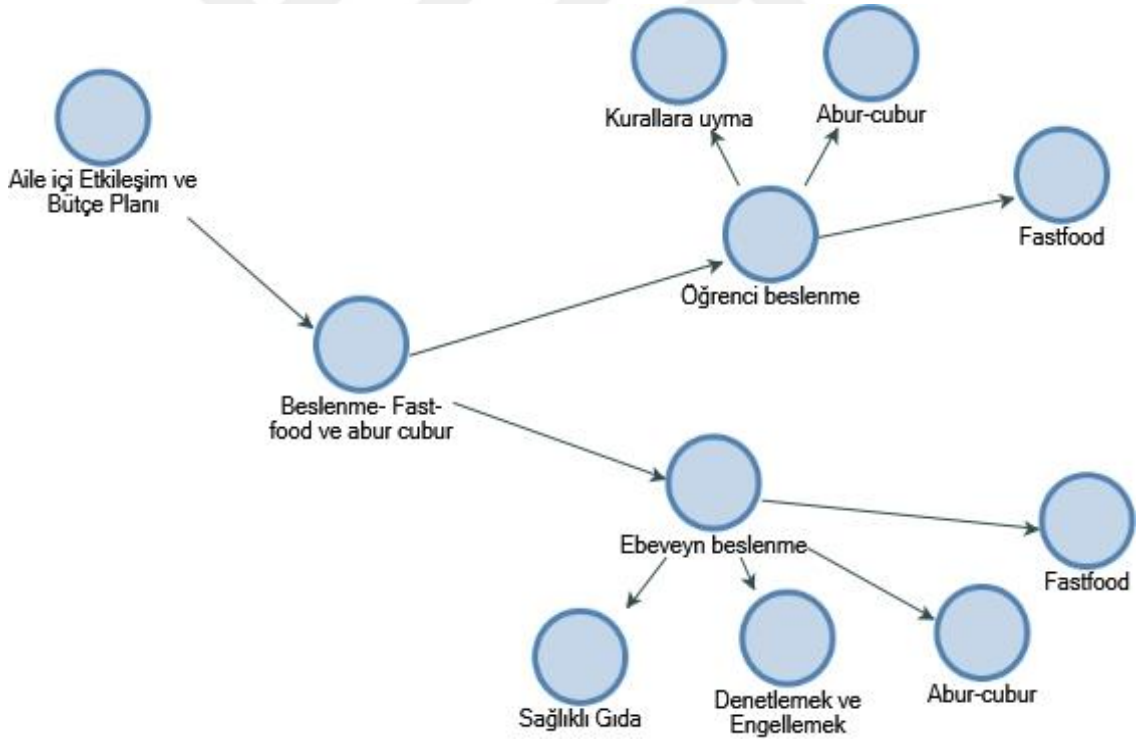 Kurallara uyma
Abur-cubur
Aile içi Etkileşim ve
Bütçe Planı
Fastfood
Öğrenci beslenme
Beslenme- Fast-
food ve abur cubur
Ebeveyn beslenme
Fastfood
Sağlıklı Gıda
Denetlemek ve
Engellemek
Abur-cubur